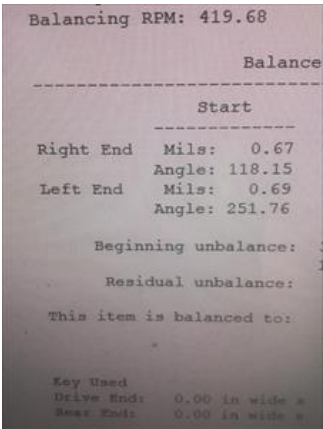 Balancing RPM: 419.68
Balance
Start
Right End Mils: 0.67
Angle: 118.15
Left End Mils: 0.69
Angle: 251.76
Beginning unbalance:
Residual unbalance:
This item is balanced to:
Key Used
Drive End: 0.00 in wide
Rear End: 0.00 in wide